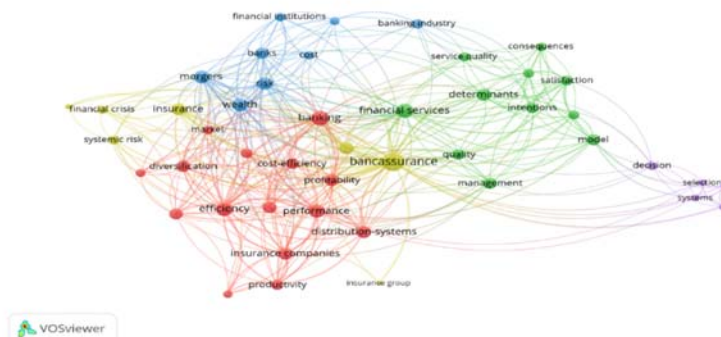 financial institutions
banking industry
consequences
banks
cost
service quality
mergers
risk
determinants
satisfaction
financial crisis
insurance
wealth
financial services
intentions
market
banking
systemic risk
model
diversification
cost-efficiency
bancassurance
quality
decision
profitability
management
selection
systems
efficiency
performance
distribution-systems
insurance companies
productivity
insurance group
VOSviewer